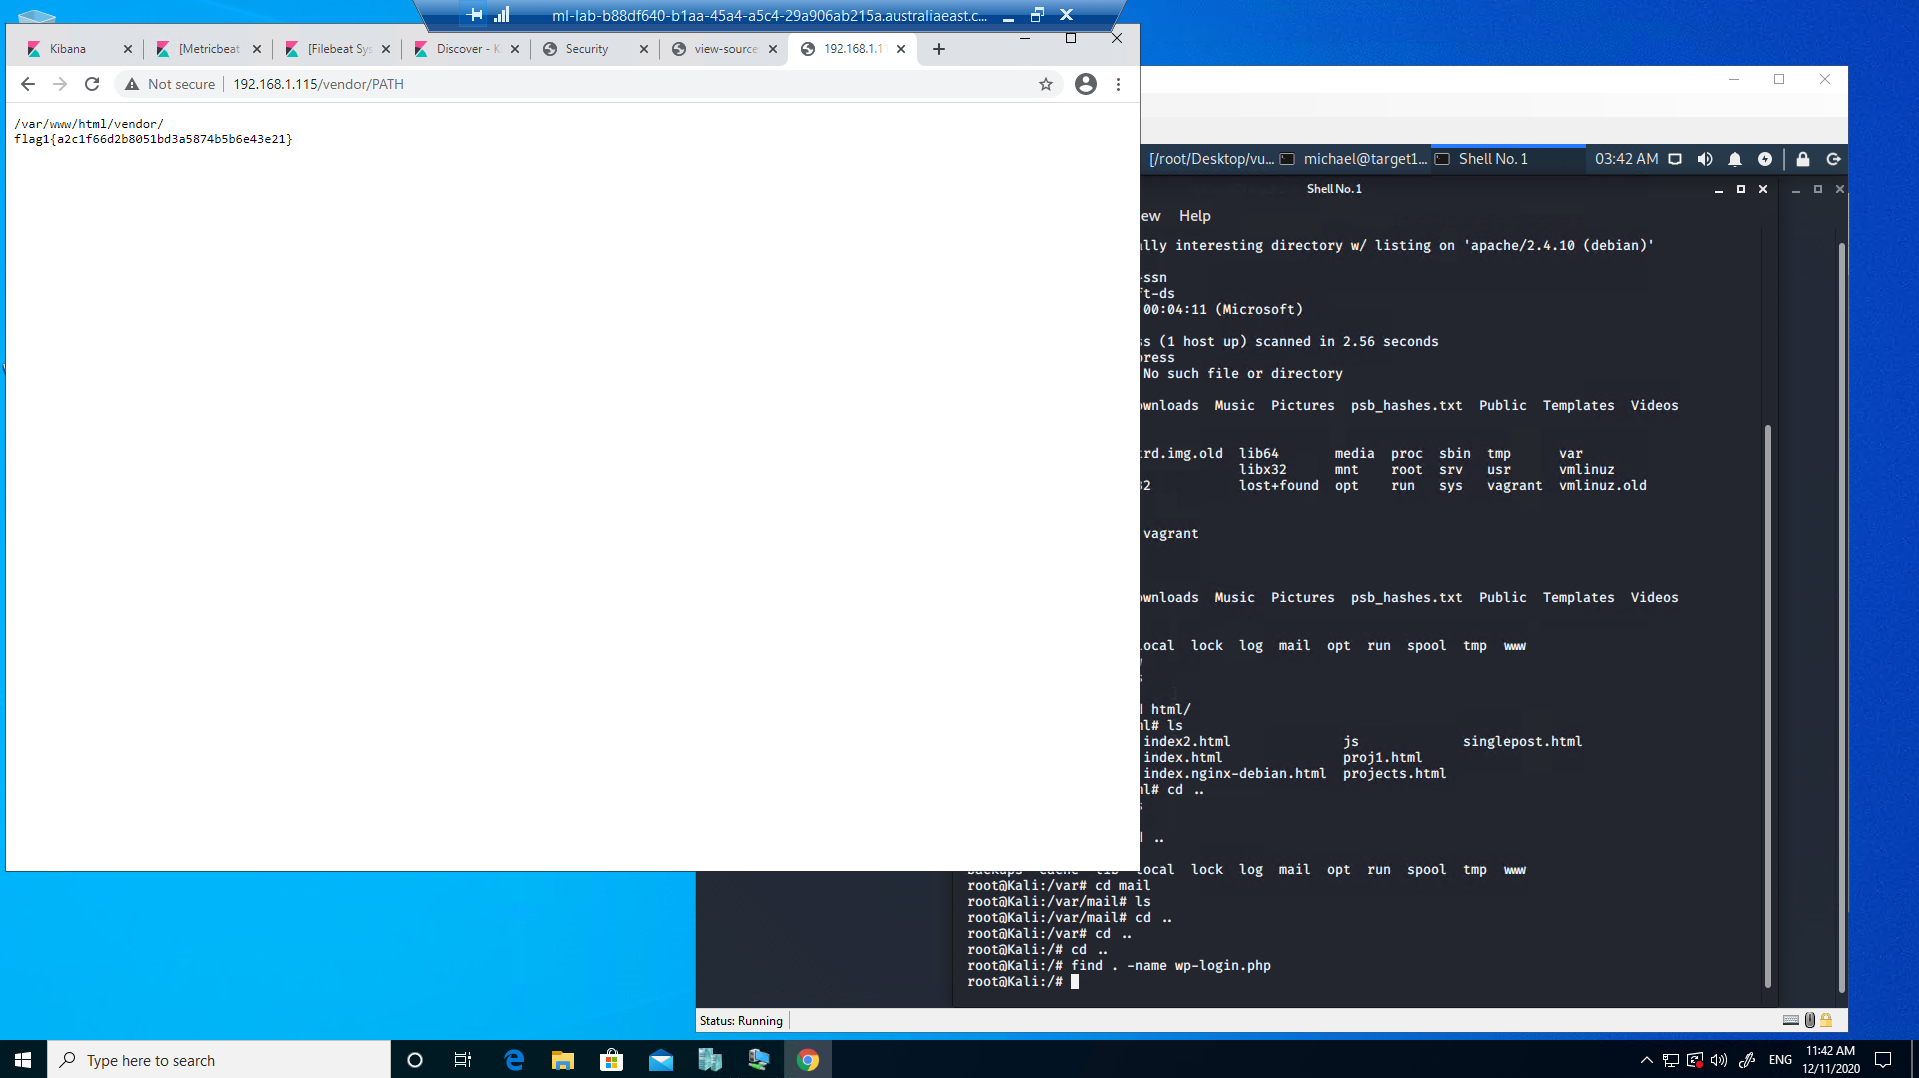 ml-lab-b88df640-b1aa-45a4-a5c4-29a906ab215a.australiaeast.c...
Kibana
[Metricbeat
[Filebeat Sys
Discover - K
Security
view-source
192.168.1.11
Not secure
192.168.1.115/vendor/PATH
/var/www/html/vendor/
flag1{a2c1f66d2b8051bd3a5874b5b6e43e21}
[/root/Desktop/vu...
michael@target1...
Shell No. 1
03:42 AM
Shell No. 1
ew Help
lly interesting directory w/ listing on 'apache/2.4.10 (debian)'
-ssn
ft-ds
00:04:11 (Microsoft)
ss (1 host up) scanned in 2.56 seconds
ress
No such file or directory
ownloads Music Pictures psb_hashes.txt Public Templates Videos
rd.img.old lib64 media proc sbin tmp var
libx32 mnt root srv usr vmlinuz
2 lost+found opt run sys vagrant vmlinuz.old
vagrant
ownloads Music Pictures psb_hashes.txt Public Templates Videos
ocal lock log mail opt run spool tmp www
html/
ml# ls
index2.html js singlepost.html
index.html proj1.html
index.nginx-debian.html projects.html
ml# cd ..
..
local lock log mail opt run spool tmp www
root@Kali:/var# cd mail
root@Kali:/var/mail# ls
root@Kali:/var/mail# cd ..
root@Kali:/var# cd ..
root@Kali:/# cd ..
root@Kali:/# find . -name wp-login.php
root@Kali:/#
Status: Running
Type here to search
ENG
11:42 AM
12/11/2020